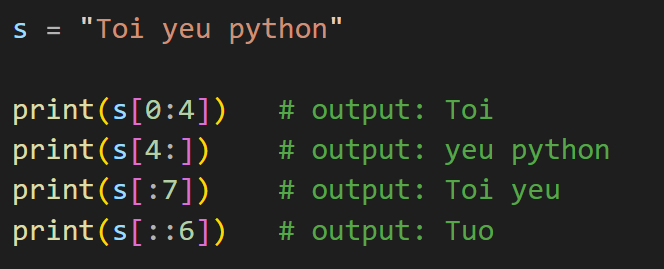 s = "Toi yeu python"
print(s[0:4])   # output: Toi
print(s[4:])    # output: yeu python
print(s[:7])    # output: Toi yeu
print(s[::6])   # output: Tuo